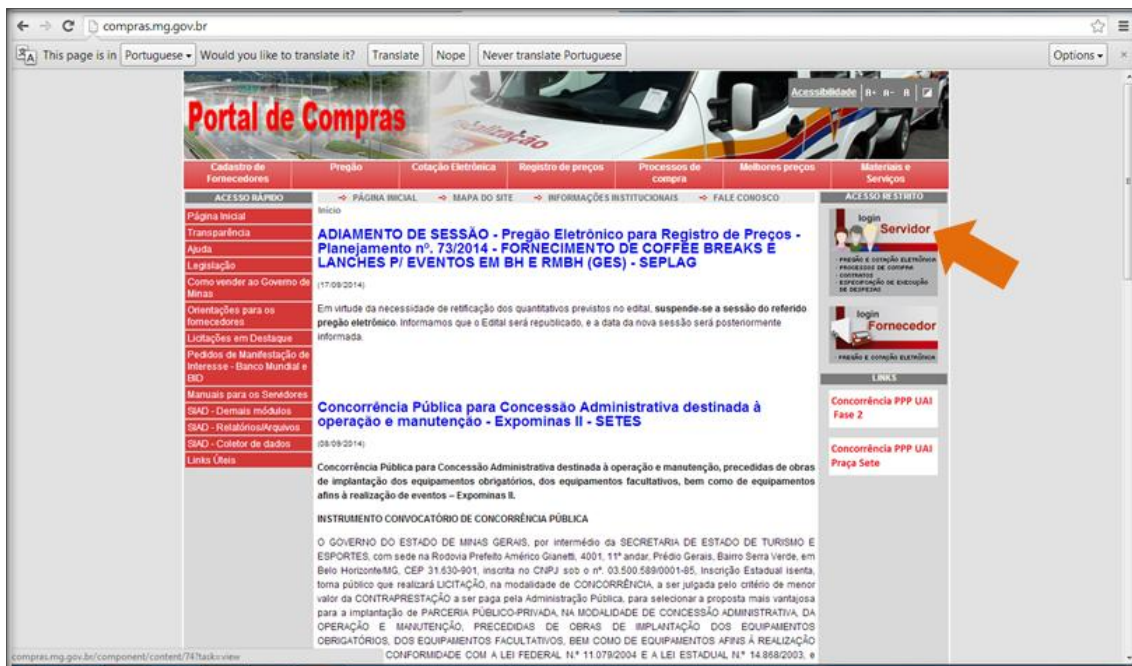 compras.mg.gov.br
This page is in Portuguese Would you like to translate it? Translate Nope Never translate Portuguese Options
Portal de Compras
Realização
Acessibilidade A+ A- A
Cadastro de Fornecedores
Pregão
Cotação Eletrônica
Registro de preços
Processos de compra
Melhores preços
Materiais e Serviços
ACESSO RÁPIDO
Página Inicial
Transparência
Ajuda
Legislação
Como vender ao Governo de
Minas
Orientações para os
fornecedores
Licitações em Destaque
Pedidos de Manifestação de
Interesse - Banco Mundial e
BID
Manuais para os Servidores
SIAD - Demais módulos
SIAD - Relatórios/Arquivos
SIAD - Coletor de dados
Links Úteis
PÁGINA INICIAL MAPA DO SITE INFORMAÇÕES INSTITUCIONAIS FALE CONOSCO
Início
ADIAMENTO DE SESSÃO - Pregão Eletrônico para Registro de Preços -
Planejamento nº. 73/2014 - FORNECIMENTO DE COFFEE BREAKS E
LANCHES P/ EVENTOS EM BH E RMBH (GES) - SEPLAG
(17/09/2014)
Em virtude da necessidade de retificação dos quantitativos previstos no edital, suspende-se a sessão do referido
pregão eletrônico. Informamos que o Edital será republicado, e a data da nova sessão será posteriormente
informada.
Concorrência Pública para Concessão Administrativa destinada à
operação e manutenção - Expominas II - SETES
(08/09/2014)
Concorrência Pública para Concessão Administrativa destinada à operação e manutenção, precedidas de obras
de implantação dos equipamentos obrigatórios, dos equipamentos facultativos, bem como de equipamentos
afins à realização de eventos – Expominas II.
INSTRUMENTO CONVOCATÓRIO DE CONCORRÊNCIA PÚBLICA
O GOVERNO DO ESTADO DE MINAS GERAIS, por intermédio da SECRETARIA DE ESTADO DE TURISMO E
ESPORTES, com sede na Rodovia Prefeito Américo Gianetti, 4001, 11º andar, Prédio Gerais, Bairro Serra Verde, em
Belo Horizonte/MG, CEP 31.630-901, inscrita no CNPJ sob o nº. 03.500.589/0001-85, Inscrição Estadual Isenta,
torna público que realizará LICITAÇÃO, na modalidade de CONCORRÊNCIA, a ser julgada pelo critério de menor
valor da CONTRAPRESTAÇÃO a ser paga pela Administração Pública, para selecionar a proposta mais vantajosa
para a implantação de PARCERIA PÚBLICO-PRIVADA, NA MODALIDADE DE CONCESSÃO ADMINISTRATIVA, DA
OPERAÇÃO E MANUTENÇÃO, PRECEDIDAS DE OBRAS DE IMPLANTAÇÃO DOS EQUIPAMENTOS
OBRIGATÓRIOS, DOS EQUIPAMENTOS FACULTATIVOS, BEM COMO DE EQUIPAMENTOS AFINS À REALIZAÇÃO
CONFORMIDADE COM A LEI FEDERAL N.º 11.079/2004 E A LEI ESTADUAL N.º 14.868/2003, e
ACESSO RESTRITO
login
Servidor
- PREGÃO E COTAÇÃO ELETRÔNICA
- PROCESSOS DE COMPRA
- CONTRATOS
- ESPECIFICAÇÃO DE EXECUÇÃO
DE DESPESAS
login
Fornecedor
- PREGÃO E COTAÇÃO ELETRÔNICA
LINKS
Concorrência PPP UAI
Fase 2
Concorrência PPP UAI
Praça Sete
compras.mg.gov.br/component/content/74?task=view